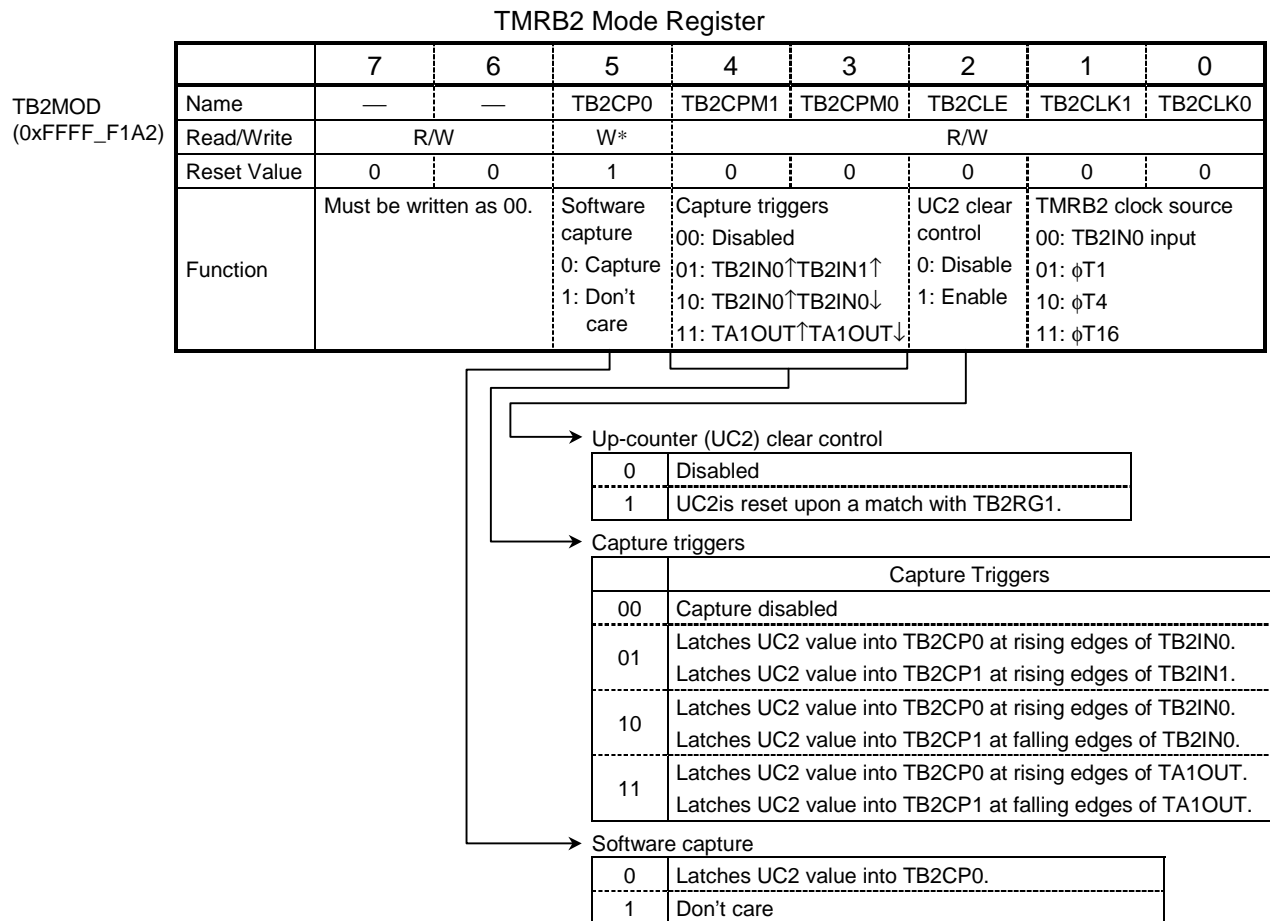 TMRB2 Mode Register
7 6 5 4 3 2 1 0
TB2MOD
(0xFFFF_F1A2)
Name — — TB2CP0 TB2CPM1 TB2CPM0 TB2CLE TB2CLK1 TB2CLK0
Read/Write R/W W* R/W
Reset Value 0 0 1 0 0 0 0 0
Function
Must be written as 00.
Software
capture
0: Capture
1: Don't
care
Capture triggers
00: Disabled
01: TB2IN0↑TB2IN1↑
10: TB2IN0↑TB2IN0↓
11: TA1OUT↑TA1OUT↓
UC2 clear
control
0: Disable
1: Enable
TMRB2 clock source
00: TB2IN0 input
01: ϕT1
10: ϕT4
11: ϕT16
Up-counter (UC2) clear control
0 Disabled
1 UC2is reset upon a match with TB2RG1.
Capture triggers
Capture Triggers
00 Capture disabled
01 Latches UC2 value into TB2CP0 at rising edges of TB2IN0.
Latches UC2 value into TB2CP1 at rising edges of TB2IN1.
10 Latches UC2 value into TB2CP0 at rising edges of TB2IN0.
Latches UC2 value into TB2CP1 at falling edges of TB2IN0.
11 Latches UC2 value into TB2CP0 at rising edges of TA1OUT.
Latches UC2 value into TB2CP1 at falling edges of TA1OUT.
Software capture
0 Latches UC2 value into TB2CP0.
1 Don't care